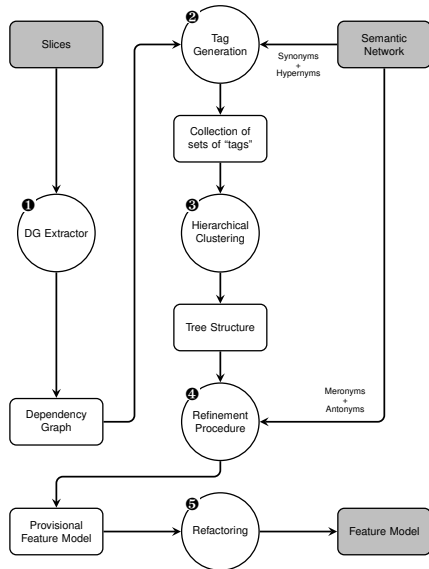 ❷
Slices
Tag
Generation
Synonyms
+
Hypernyms
Semantic
Network
Collection of
sets of “tags”
❶
DG Extractor
❸
Hierarchical
Clustering
Tree Structure
❹
Dependency
Graph
Refinement
Procedure
Meronyms
+
Antonyms
❺
Provisional
Feature Model
Refactoring
Feature Model